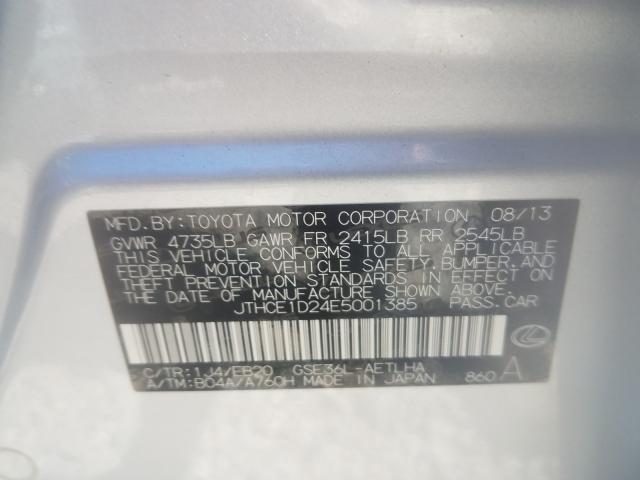 MFD. BY: TOYOTA MOTOR CORPORATION 08/13
GVWR 4735LB GAWR FR 2415LB RR 2545LB
THIS VEHICLE CONFORMS TO ALL APPLICABLE
FEDERAL MOTOR VEHICLE SAFETY, BUMPER, AND
THEFT PREVENTION STANDARDS IN EFFECT ON
THE DATE OF MANUFACTURE SHOWN ABOVE.
JTHCE1D24E5001385 PASS.CAR
C/TR: 1J4/EB20 GSE36L-AETLHA
A/TM: B04A/A760H MADE IN JAPAN 860 A